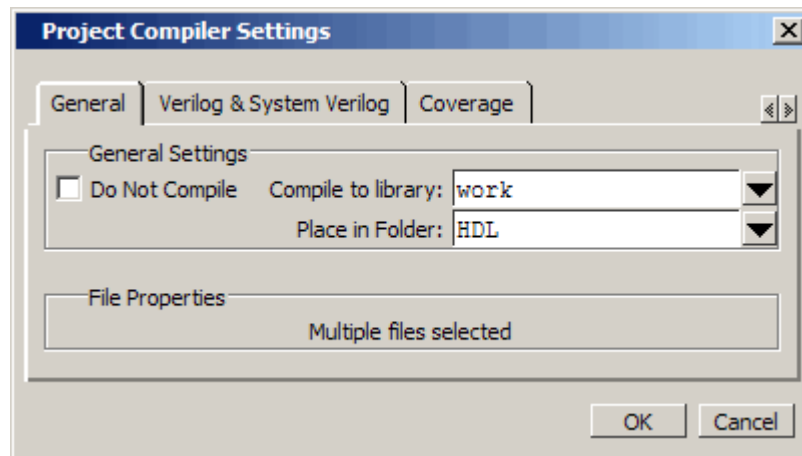 Project Compiler Settings
General Verilog & System Verilog Coverage
General Settings
Do Not Compile Compile to library: work
Place in Folder: HDL
File Properties
Multiple files selected
OK Cancel